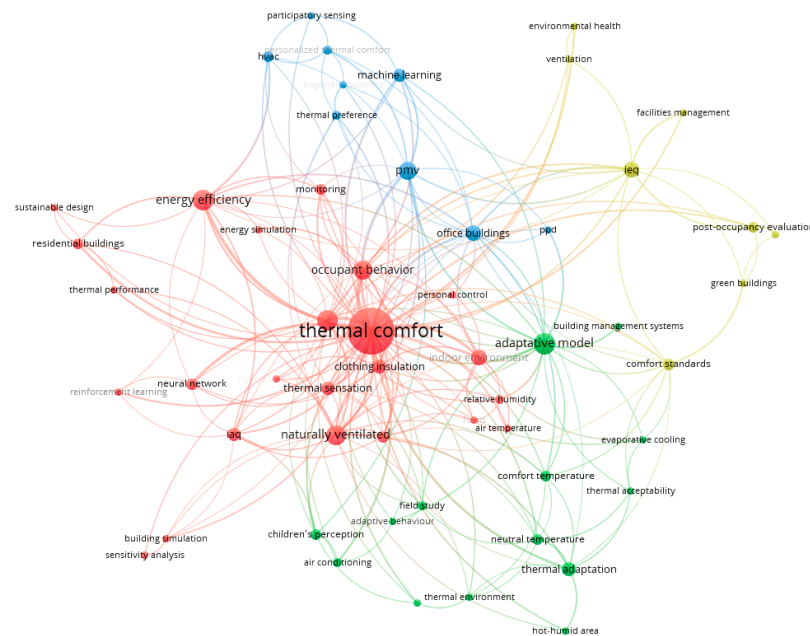 participatory sensing
environmental health
personalized thermal comfort
hvac
ventilation
machine learning
thermal preference
facilities management
pmv
ieq
monitoring
energy efficiency
sustainable design
energy simulation
office buildings
ppd
post-occupancy evaluation
residential buildings
occupant behavior
green buildings
thermal performance
personal control
thermal comfort
building management systems
adaptative model
indoor environment
clothing insulation
comfort standards
neural network
thermal sensation
reinforcement learning
relative humidity
air temperature
iaq
naturally ventilated
evaporative cooling
comfort temperature
thermal acceptability
field study
adaptive behaviour
children's perception
neutral temperature
building simulation
sensitivity analysis
air conditioning
thermal adaptation
thermal environment
hot-humid area